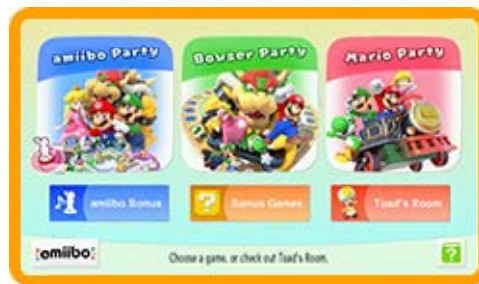 amiibo Party
Bowser Party
Mario Party
amiibo Bonus
Bonus Games
Toad's Room
amiibo
Choose a game, or check out Toad's Room.
?